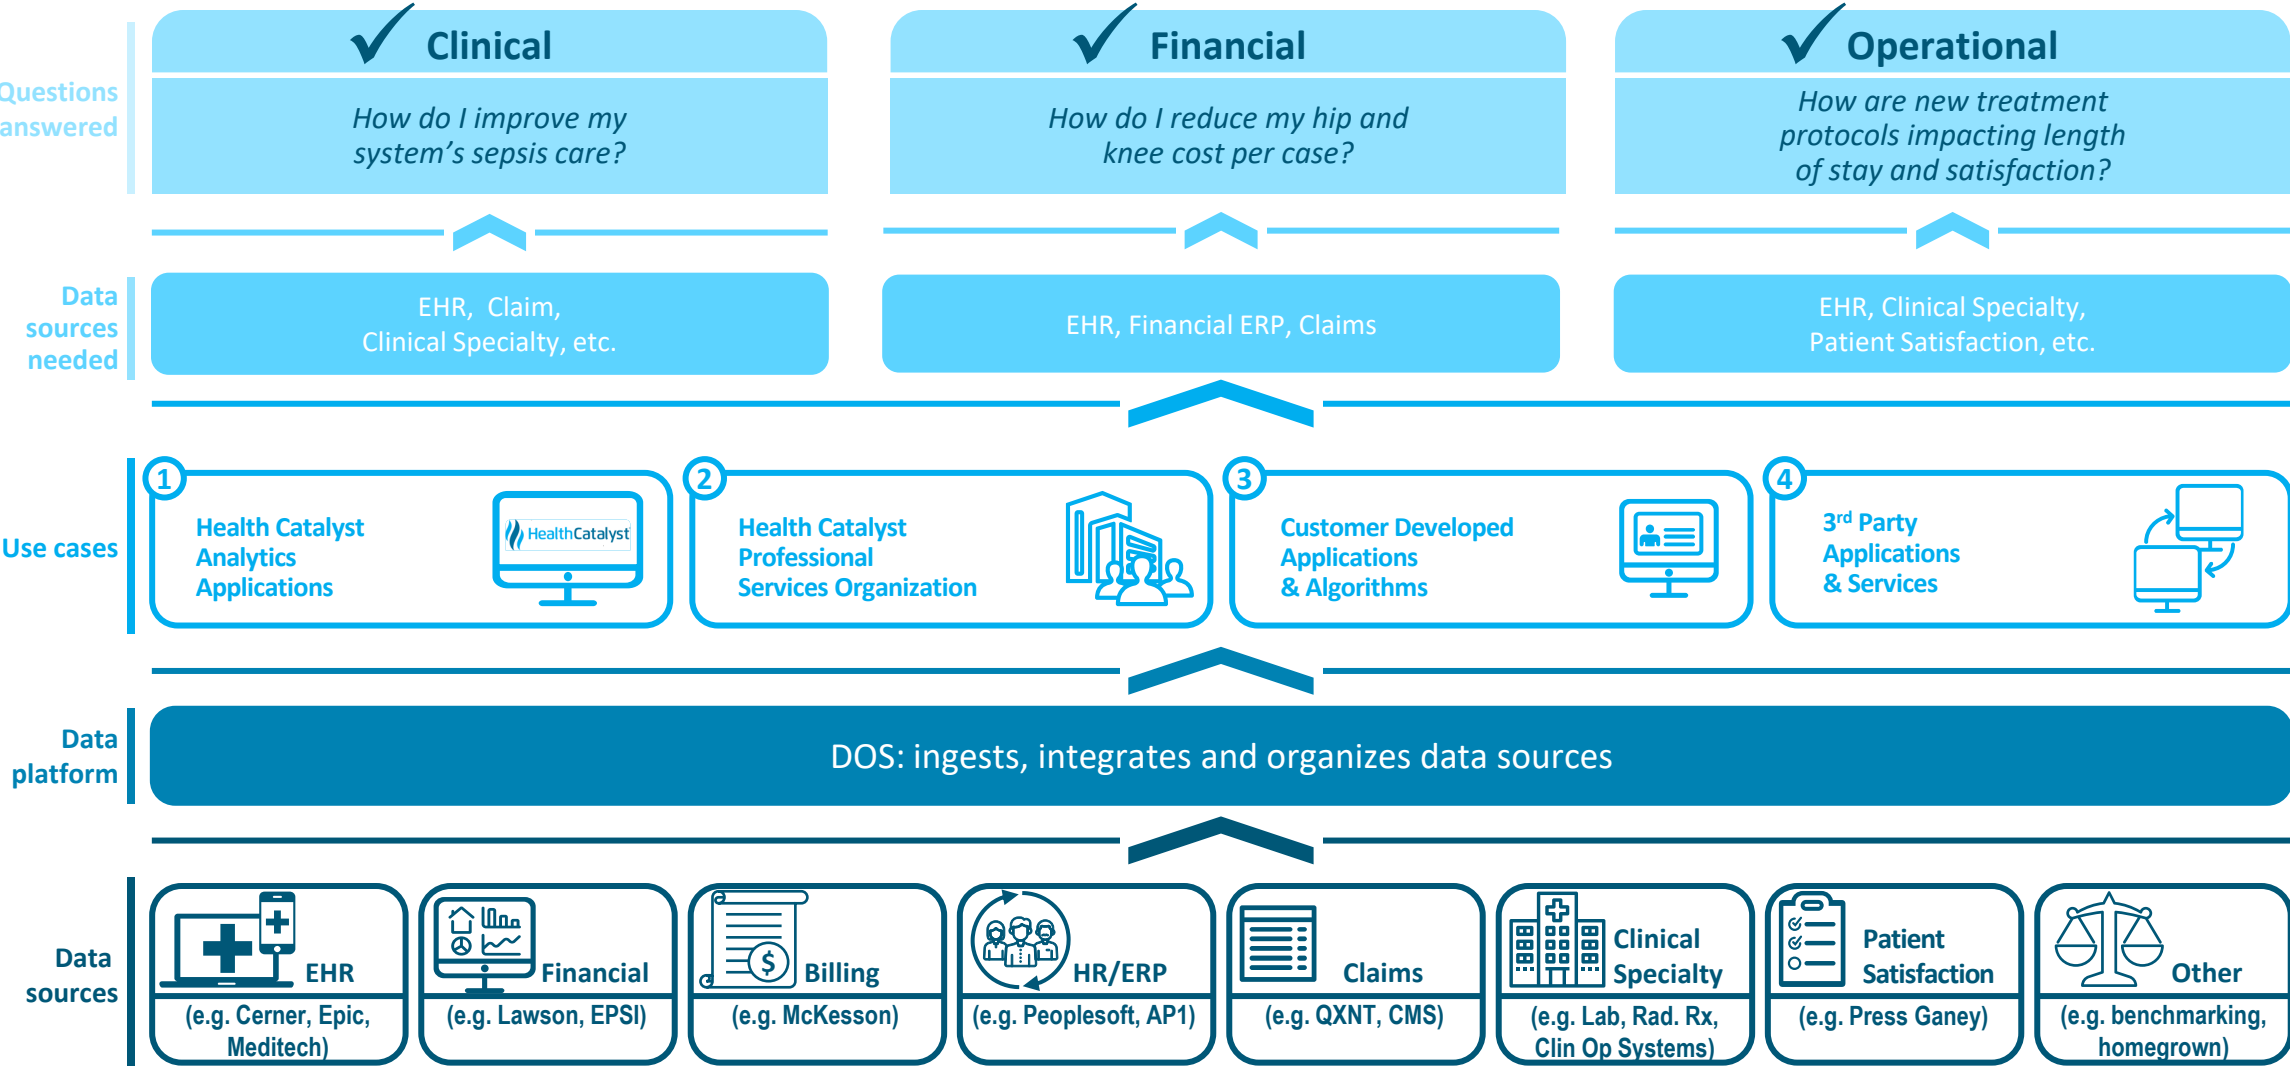 Questions
answered
Clinical
How do I improve my
system's sepsis care?
Financial
How do I reduce my hip and
knee cost per case?
Operational
How are new treatment
protocols impacting length
of stay and satisfaction?
Data
sources
needed
EHR, Claim,
Clinical Specialty, etc.
EHR, Financial ERP, Claims
EHR, Clinical Specialty,
Patient Satisfaction, etc.
Use cases
1
Health Catalyst
Analytics
Applications
HealthCatalyst
2
Health Catalyst
Professional
Services Organization
3
Customer Developed
Applications
& Algorithms
4
3rd Party
Applications
& Services
Data
platform
DOS: ingests, integrates and organizes data sources
Data
sources
EHR
(e.g. Cerner, Epic,
Meditech)
Financial
(e.g. Lawson, EPSI)
$
Billing
(e.g. McKesson)
HR/ERP
(e.g. Peoplesoft, AP1)
Claims
(e.g. QXNT, CMS)
Clinical
Specialty
(e.g. Lab, Rad. Rx,
Clin Op Systems)
Patient
Satisfaction
(e.g. Press Ganey)
Other
(e.g. benchmarking,
homegrown)